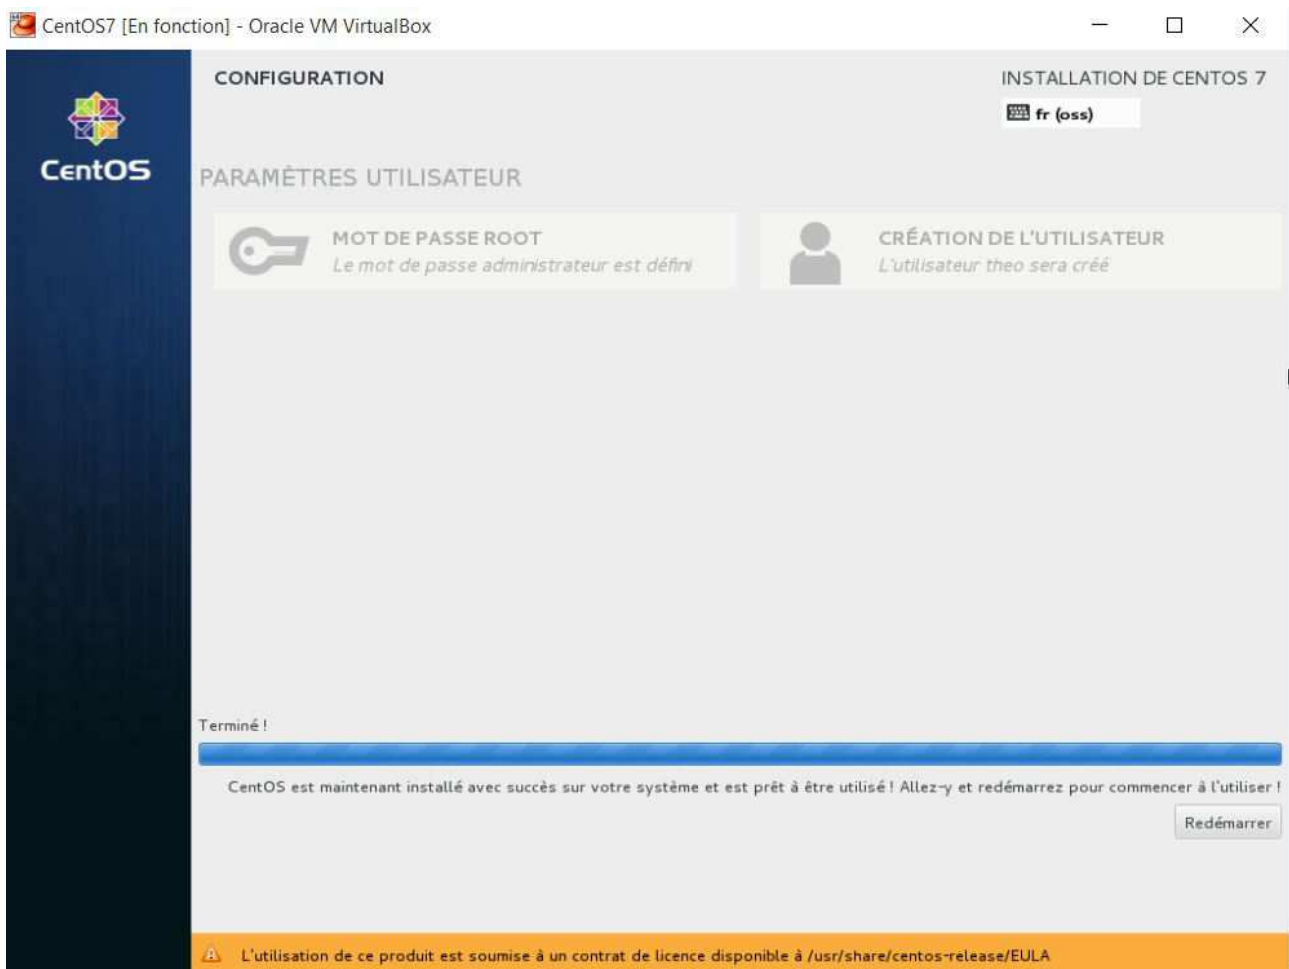 CentOS7 [En fonction] - Oracle VM VirtualBox
CONFIGURATION
INSTALLATION DE CENTOS 7
fr (oss)
CentOS
PARAMÈTRES UTILISATEUR
MOT DE PASSE ROOT
Le mot de passe administrateur est défini
CRÉATION DE L'UTILISATEUR
L'utilisateur theo sera créé
Terminé !
CentOS est maintenant installé avec succès sur votre système et est prêt à être utilisé ! Allez-y et redémarrez pour commencer à l'utiliser !
Redémarrer
L'utilisation de ce produit est soumise à un contrat de licence disponible à /usr/share/centos-release/EULA